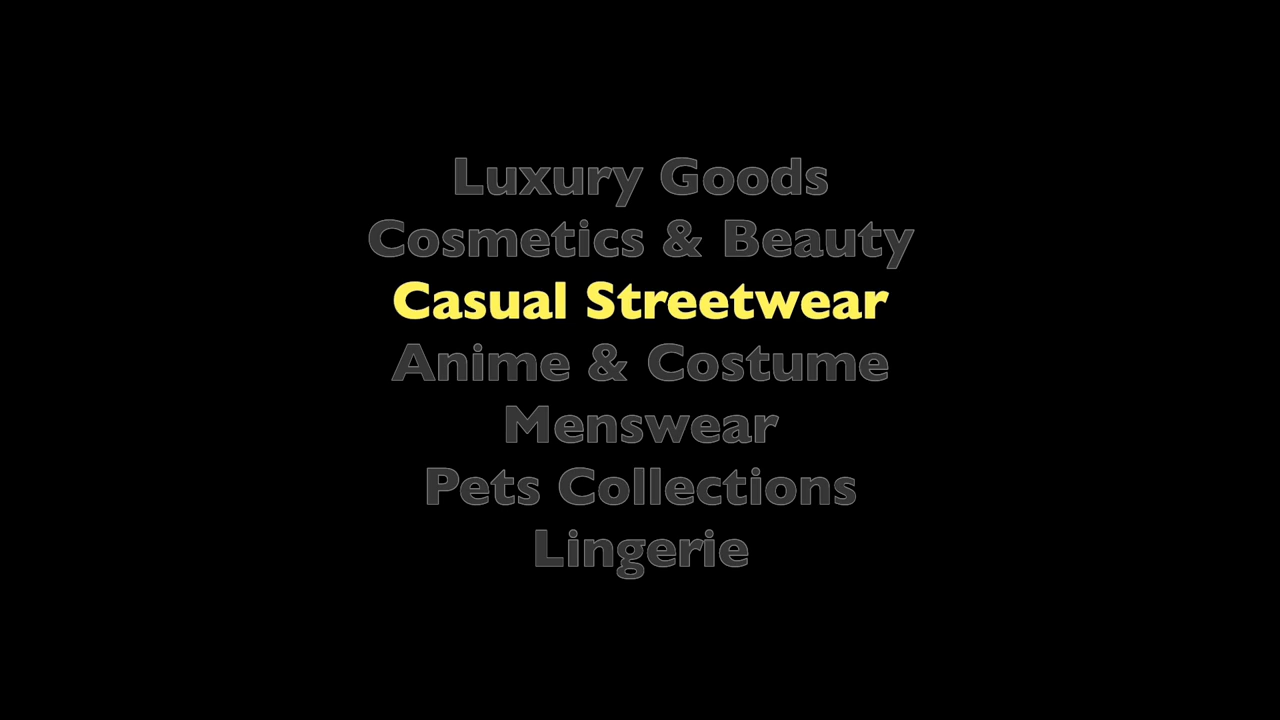 Luxury Goods
Cosmetics & Beauty
Casual Streetwear
Anime & Costume
Menswear
Pets Collections
Lingerie